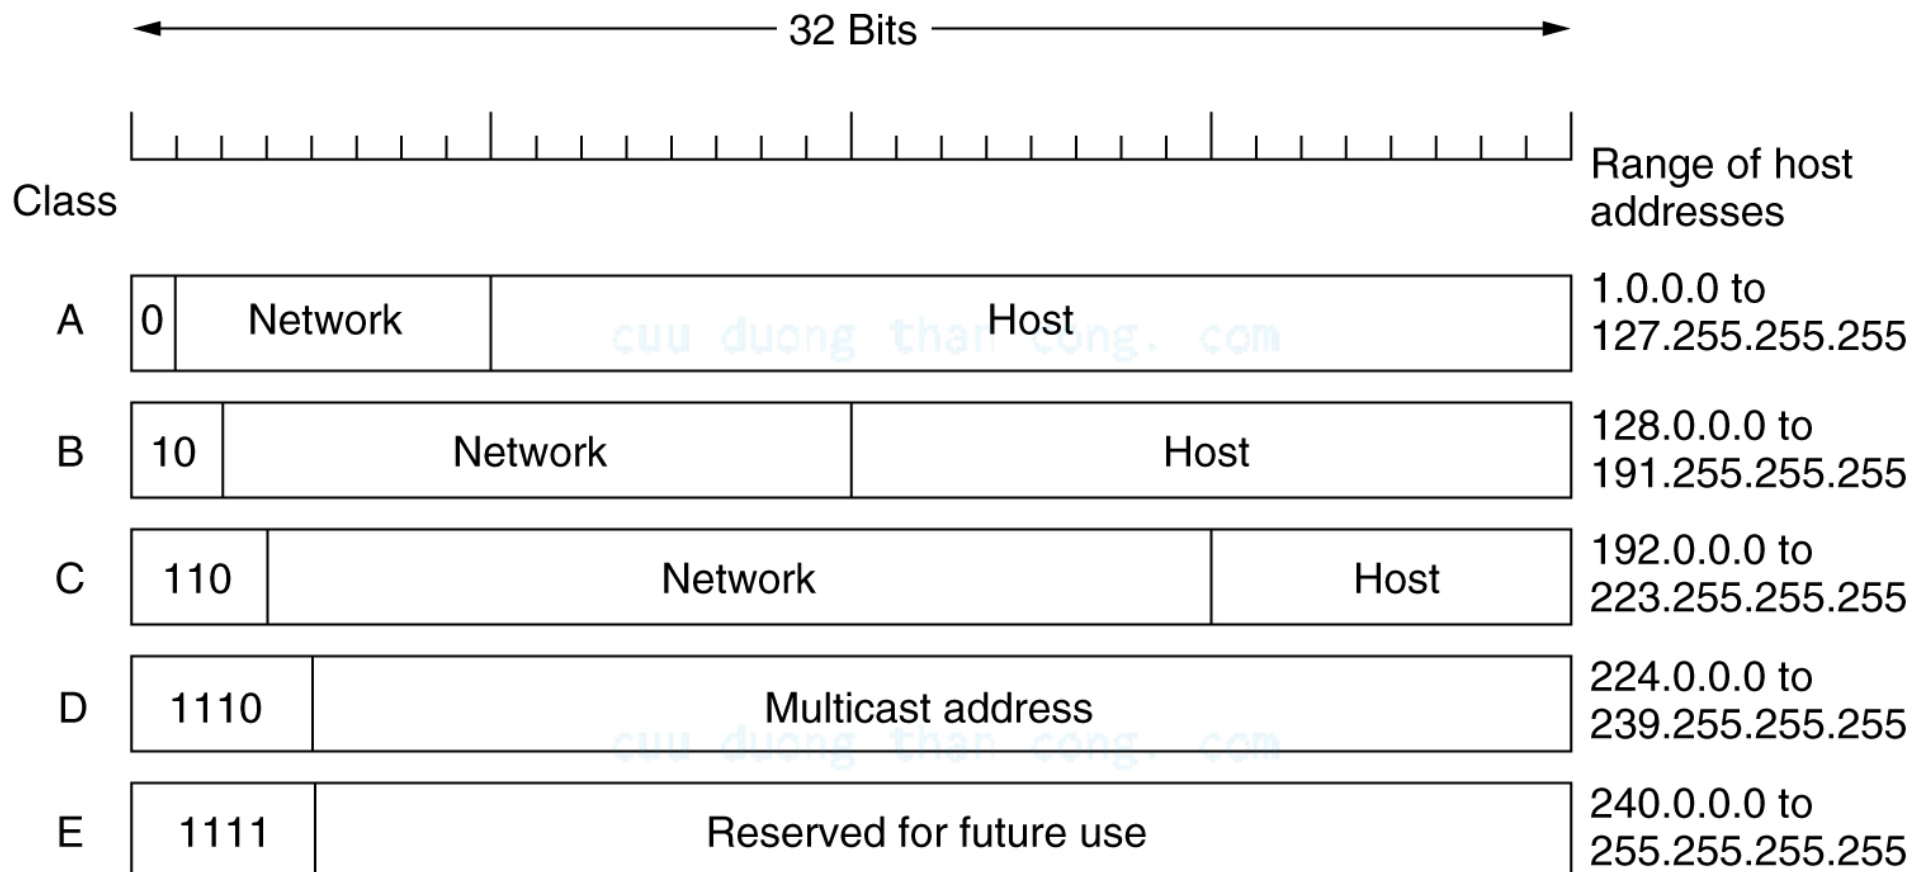 32 Bits
Range of host
addresses
Class
A 0 Network Host 1.0.0.0 to
127.255.255.255
B 10 Network Host 128.0.0.0 to
191.255.255.255
C 110 Network Host 192.0.0.0 to
223.255.255.255
D 1110 Multicast address 224.0.0.0 to
239.255.255.255
E 1111 Reserved for future use 240.0.0.0 to
255.255.255.255
cuu duong than cong. com
cuu duong than cong. com